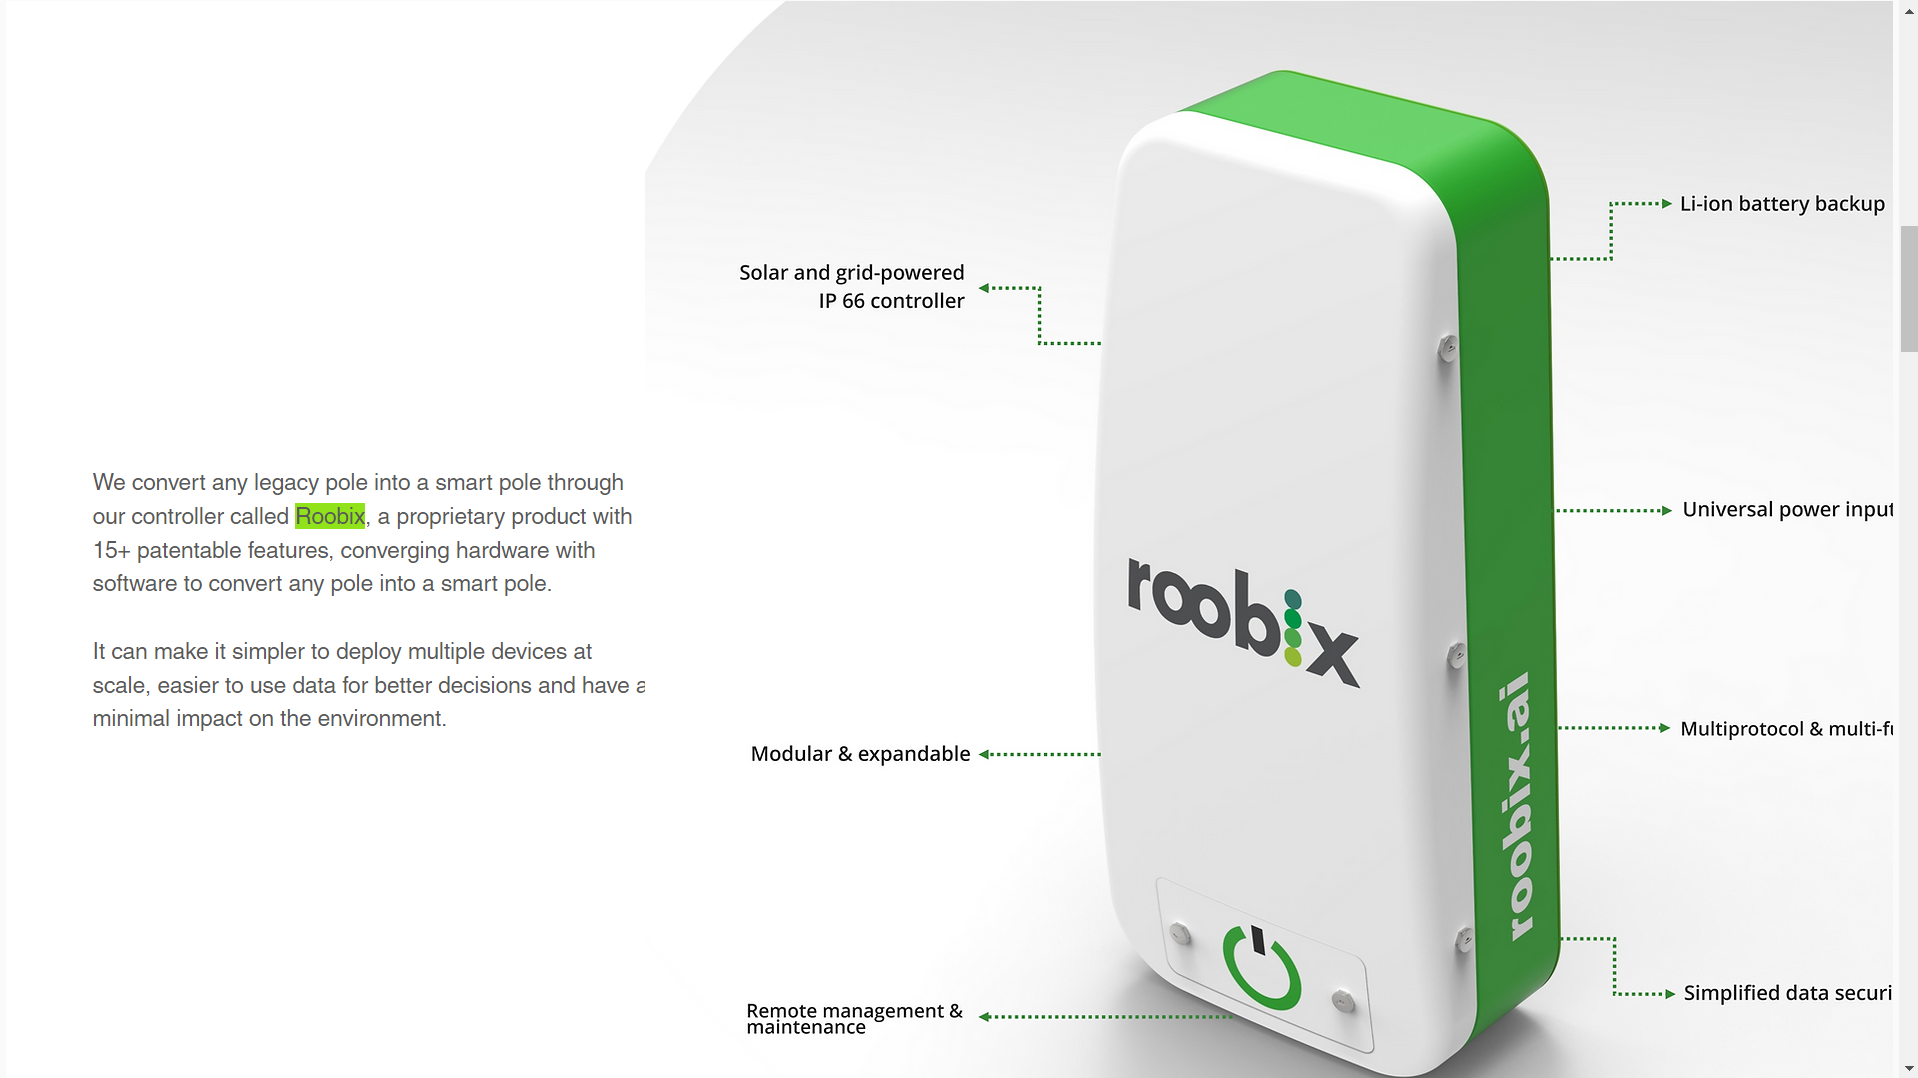 We convert any legacy pole into a smart pole through
our controller called Roobix, a proprietary product with
15+ patentable features, converging hardware with
software to convert any pole into a smart pole.
It can make it simpler to deploy multiple devices at
scale, easier to use data for better decisions and have a
minimal impact on the environment.
Solar and grid-powered
IP 66 controller
Modular & expandable
Remote management &
maintenance
roobix
roobix.ai
Li-ion battery backup
Universal power input
Multiprotocol & multi-fu
Simplified data securi